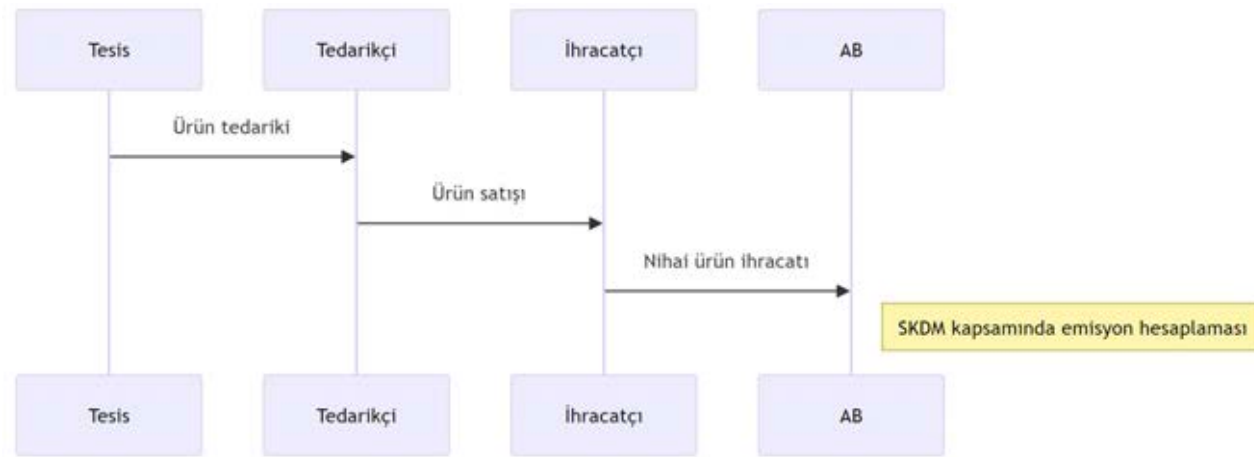 Tesis
Tedarikçi
İhracatçı
AB
Ürün tedariki
Ürün satışı
Nihai ürün ihracatı
SKDM kapsamında emisyon hesaplaması
Tesis
Tedarikçi
İhracatçı
AB